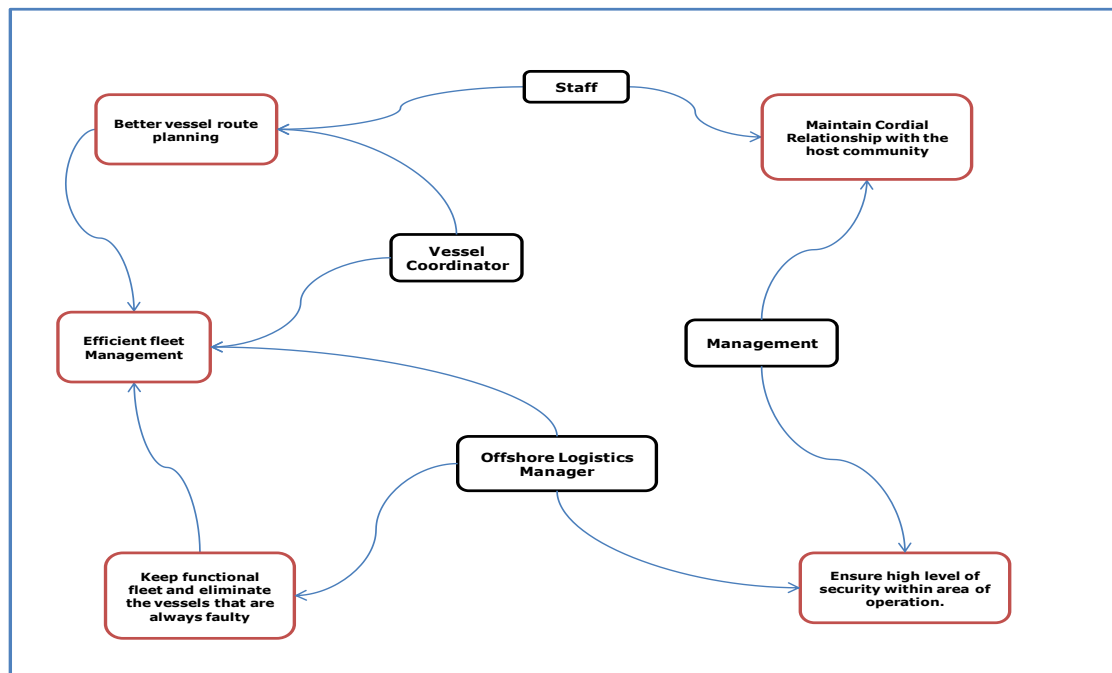 Staff
Better vessel route
planning
Maintain Cordial
Relationship with the
host community
Vessel
Coordinator
Efficient fleet
Management
Management
Offshore Logistics
Manager
Keep functional
fleet and eliminate
the vessels that are
always faulty
Ensure high level of
security within area of
operation.